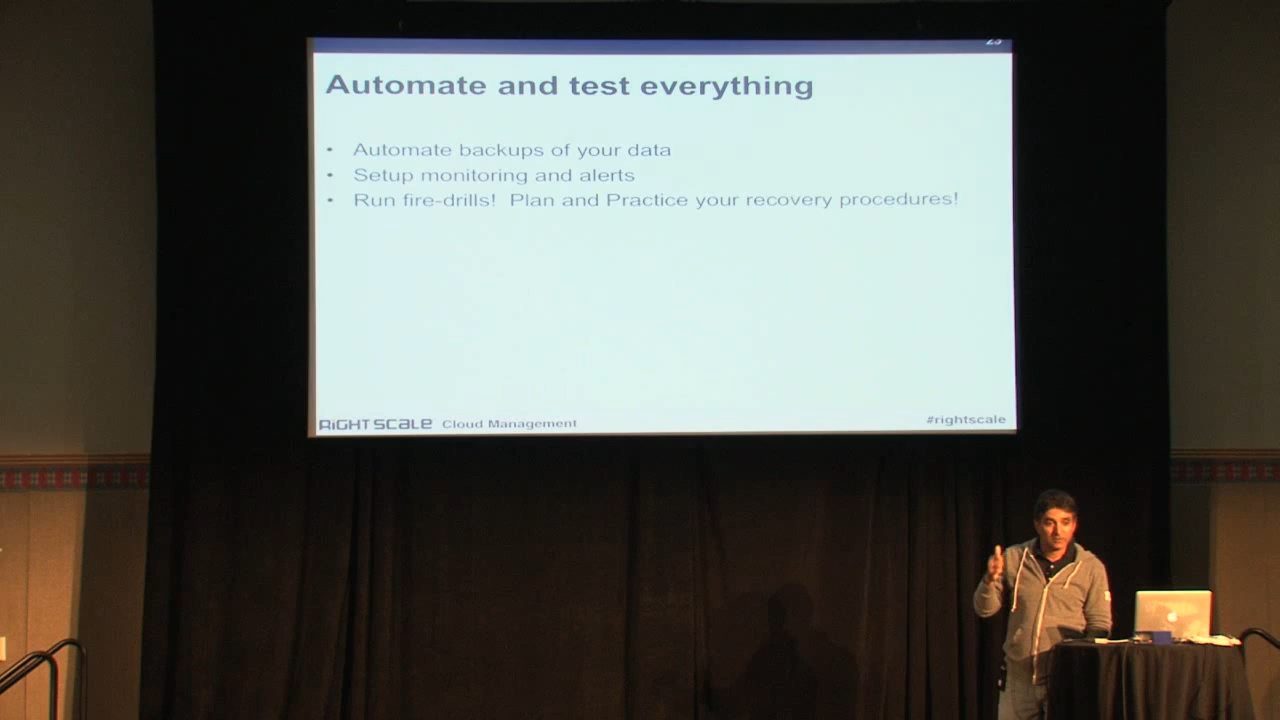 25
Automate and test everything
• Automate backups of your data
• Setup monitoring and alerts
• Run fire-drills! Plan and Practice your recovery procedures!
RIGHTSCALE Cloud Management
#rightscale